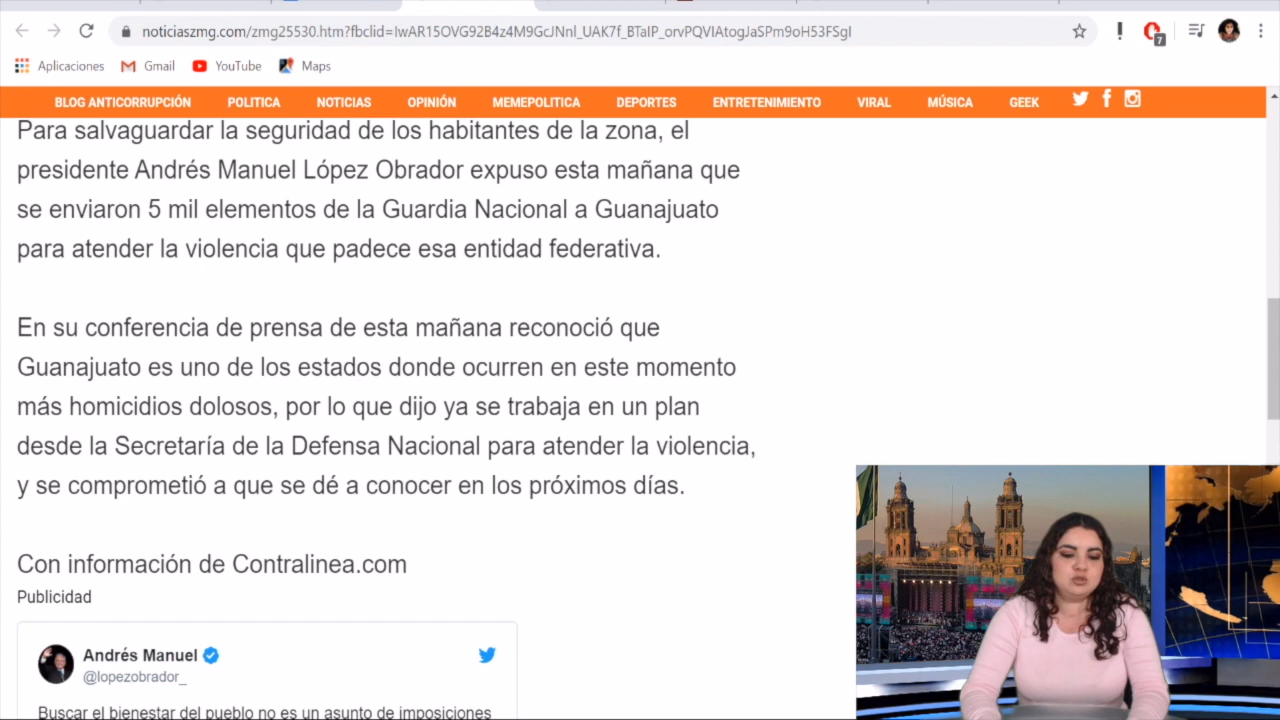 noticiaszmg.com/zmg25530.htm?fbclid=IwAR15OVG92B4z4M9GcJNnl_UAK7f_BTaIP_orvPQVIAtogJaSPm9oH53FSgI
7
Aplicaciones Gmail YouTube Maps
BLOG ANTICORRUPCIÓN POLITICA NOTICIAS OPINIÓN MEMEPOLITICA DEPORTES ENTRETENIMIENTO VIRAL MÚSICA GEEK
Para salvaguardar la seguridad de los habitantes de la zona, el
presidente Andrés Manuel López Obrador expuso esta mañana que
se enviaron 5 mil elementos de la Guardia Nacional a Guanajuato
para atender la violencia que padece esa entidad federativa.
En su conferencia de prensa de esta mañana reconoció que
Guanajuato es uno de los estados donde ocurren en este momento
más homicidios dolosos, por lo que dijo ya se trabaja en un plan
desde la Secretaría de la Defensa Nacional para atender la violencia,
y se comprometió a que se dé a conocer en los próximos días.
Con información de Contralinea.com
Publicidad
Andrés Manuel
@lopezobrador_
Buscar el bienestar del pueblo no es un asunto de imposiciones